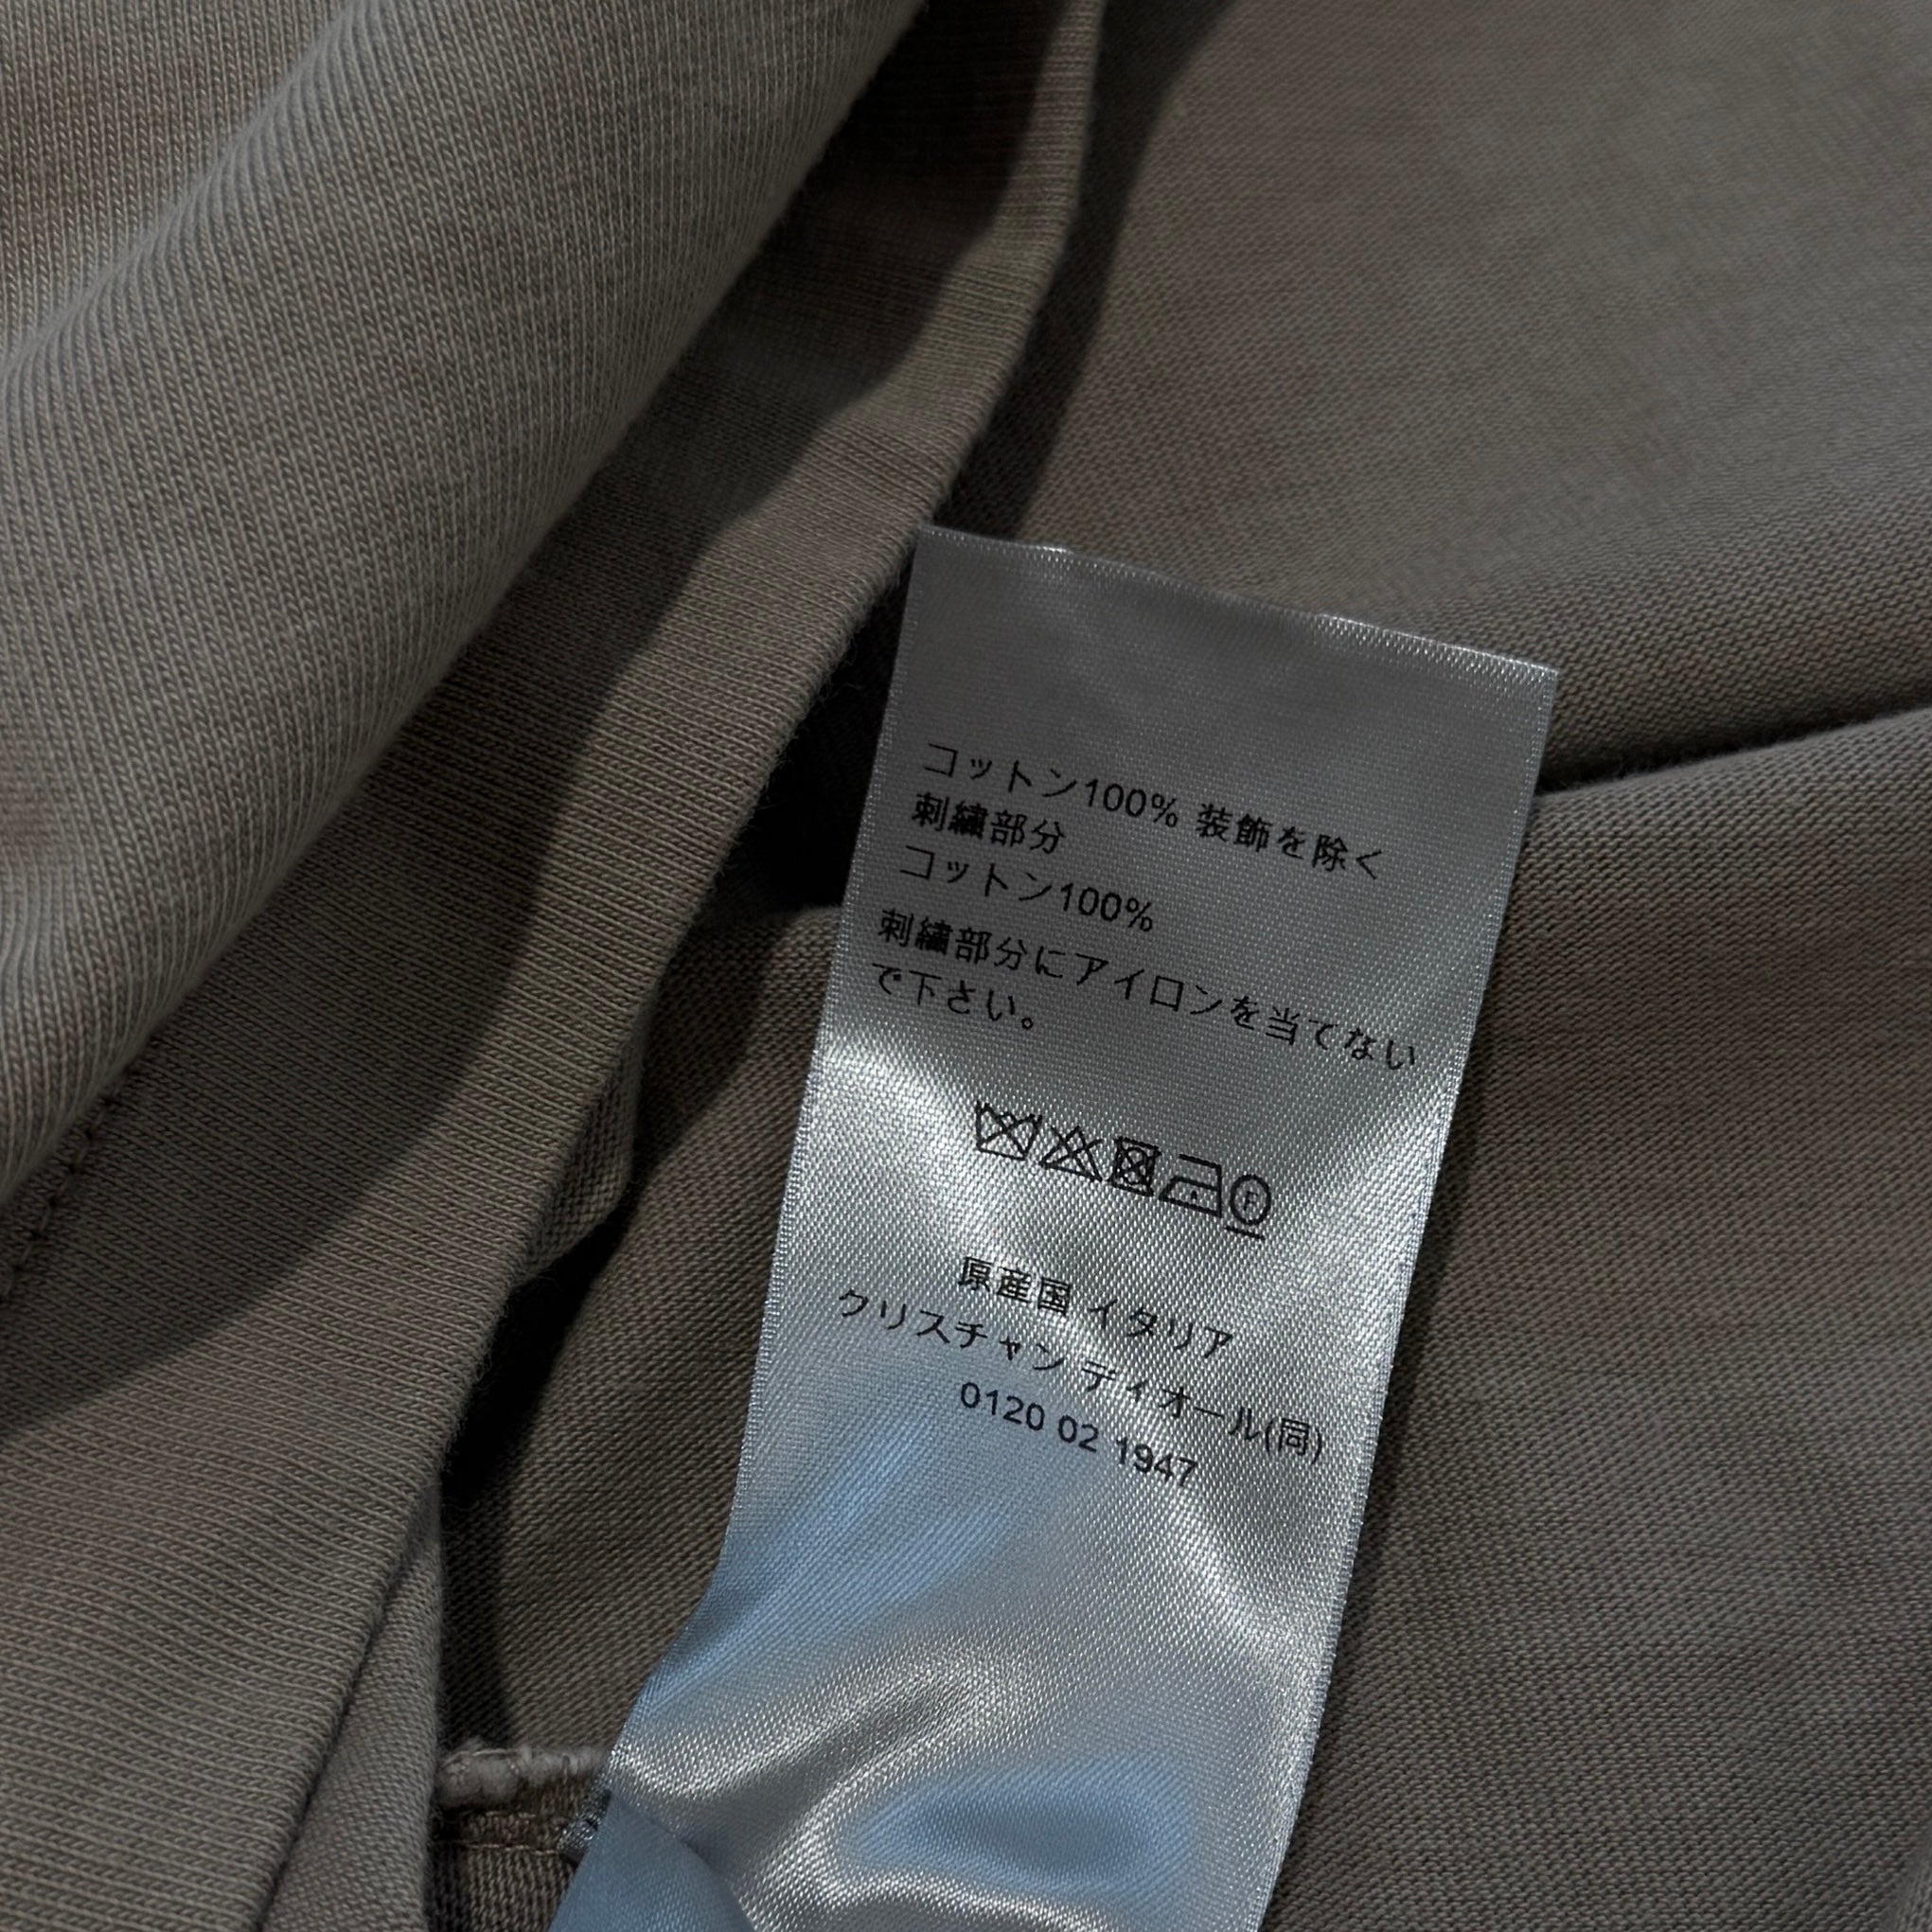 コットン100% 装飾を除く
刺繍部分
コットン100%
刺繍部分にアイロンを当てない
で下さい。
F
原産国 イタリア
クリスチャン ディオール(同)
0120 02 1947